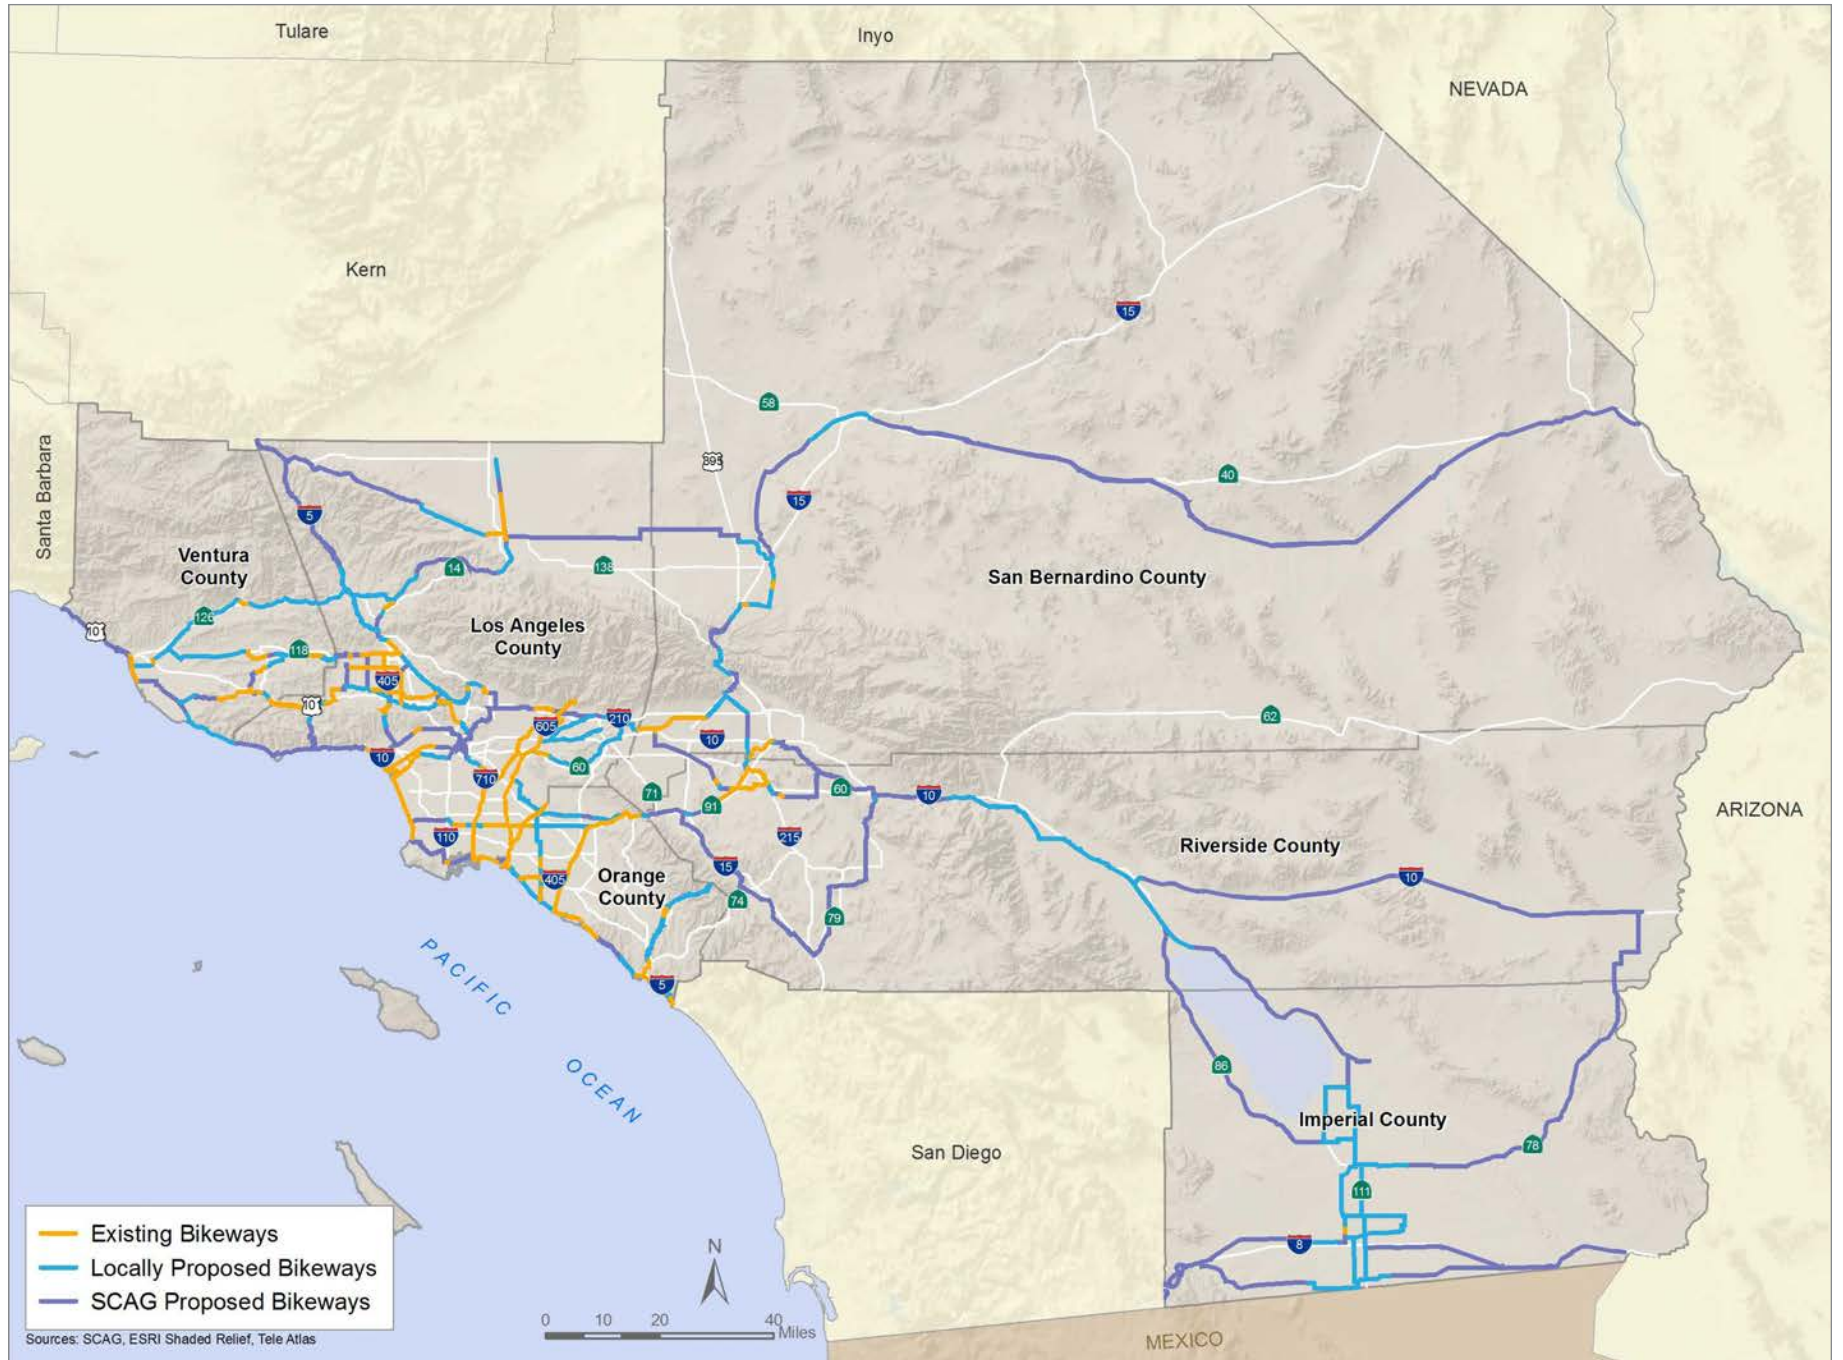 Tulare
Inyo
NEVADA
Kern
15
58
395
40
15
Santa Barbara
5
Ventura
County
14
138
San Bernardino County
126
Los Angeles
County
101
118
405
101
62
210
605
10
10
60
710
71
91
60
10
ARIZONA
110
215
Riverside County
15
Orange
County
405
74
10
79
PACIFIC
OCEAN
5
86
Imperial County
78
San Diego
111
8
Existing Bikeways
Locally Proposed Bikeways
SCAG Proposed Bikeways
Sources: SCAG, ESRI Shaded Relief, Tele Atlas
N
0 10 20 40
Miles
MEXICO